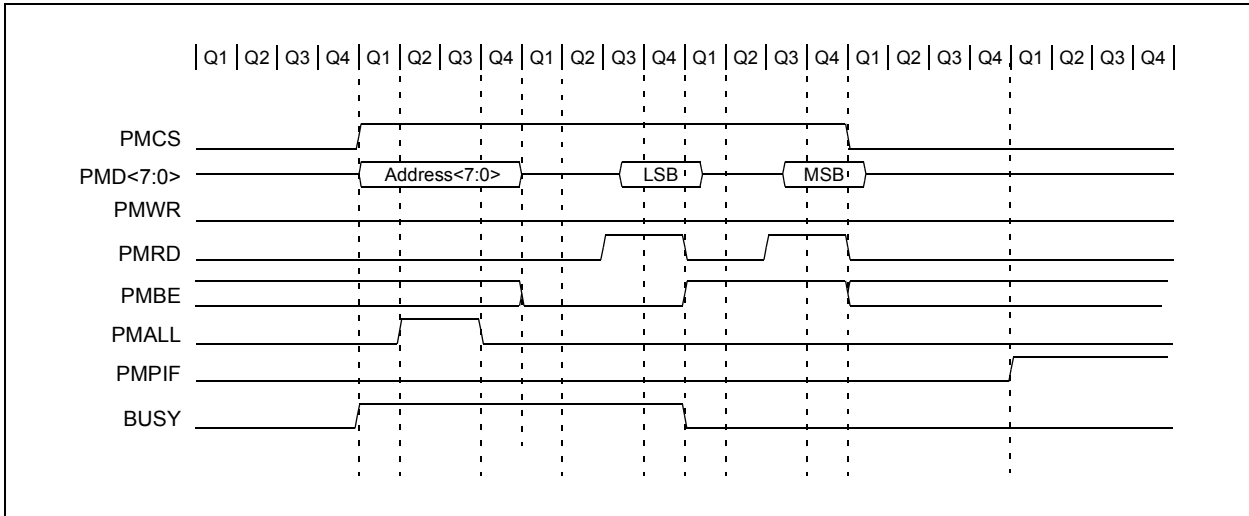 Q1 Q2 Q3 Q4 Q1 Q2 Q3 Q4 Q1 Q2 Q3 Q4 Q1 Q2 Q3 Q4 Q1 Q2 Q3 Q4 Q1 Q2 Q3 Q4
PMCS
PMD<7:0> Address<7:0> LSB MSB
PMWR
PMRD
PMBE
PMALL
PMPIF
BUSY